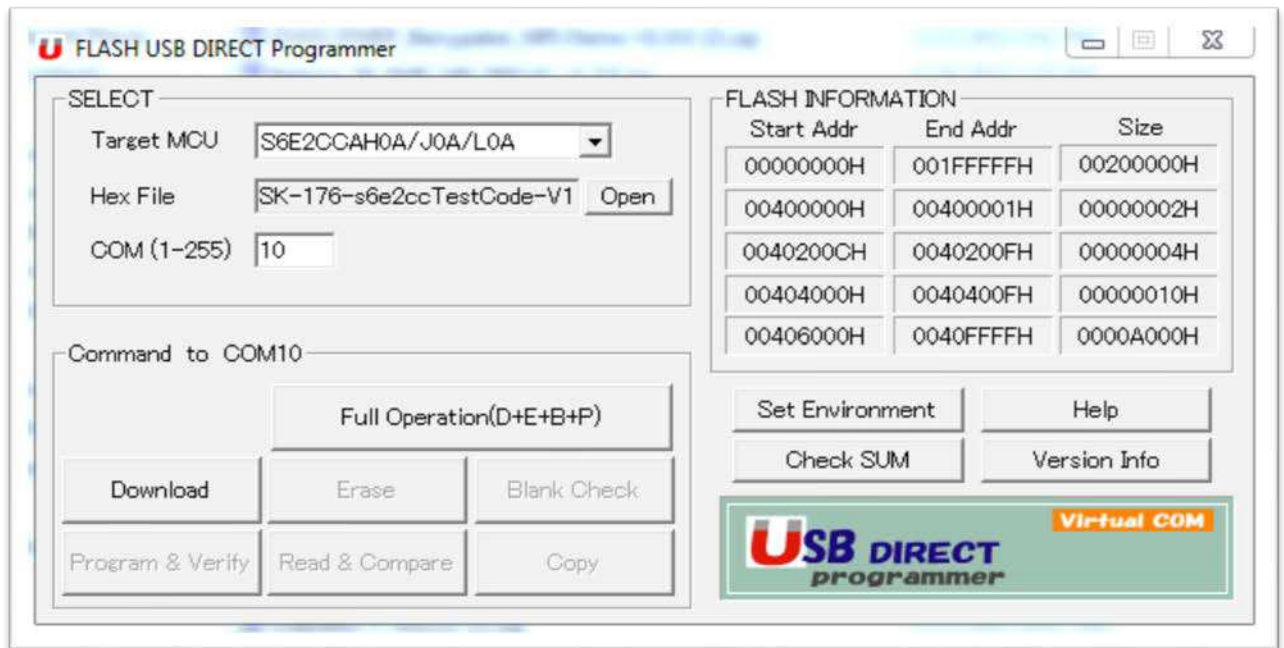 FLASH USB DIRECT Programmer
SELECT
Target MCU S6E2CCAH0A/J0A/L0A
Hex File SK-176-s6e2ccTestCode-V1 Open
COM (1-255) 10
Command to COM10
Full Operation(D+E+B+P)
Download Erase Blank Check
Program & Verify Read & Compare Copy
FLASH INFORMATION
Start Addr End Addr Size
00000000H 001FFFFFH 00200000H
00400000H 00400001H 00000002H
0040200CH 0040200FH 00000004H
00404000H 0040400FH 00000010H
00406000H 0040FFFFH 0000A000H
Set Environment Help
Check SUM Version Info
Virtual COM
USB DIRECT
programmer